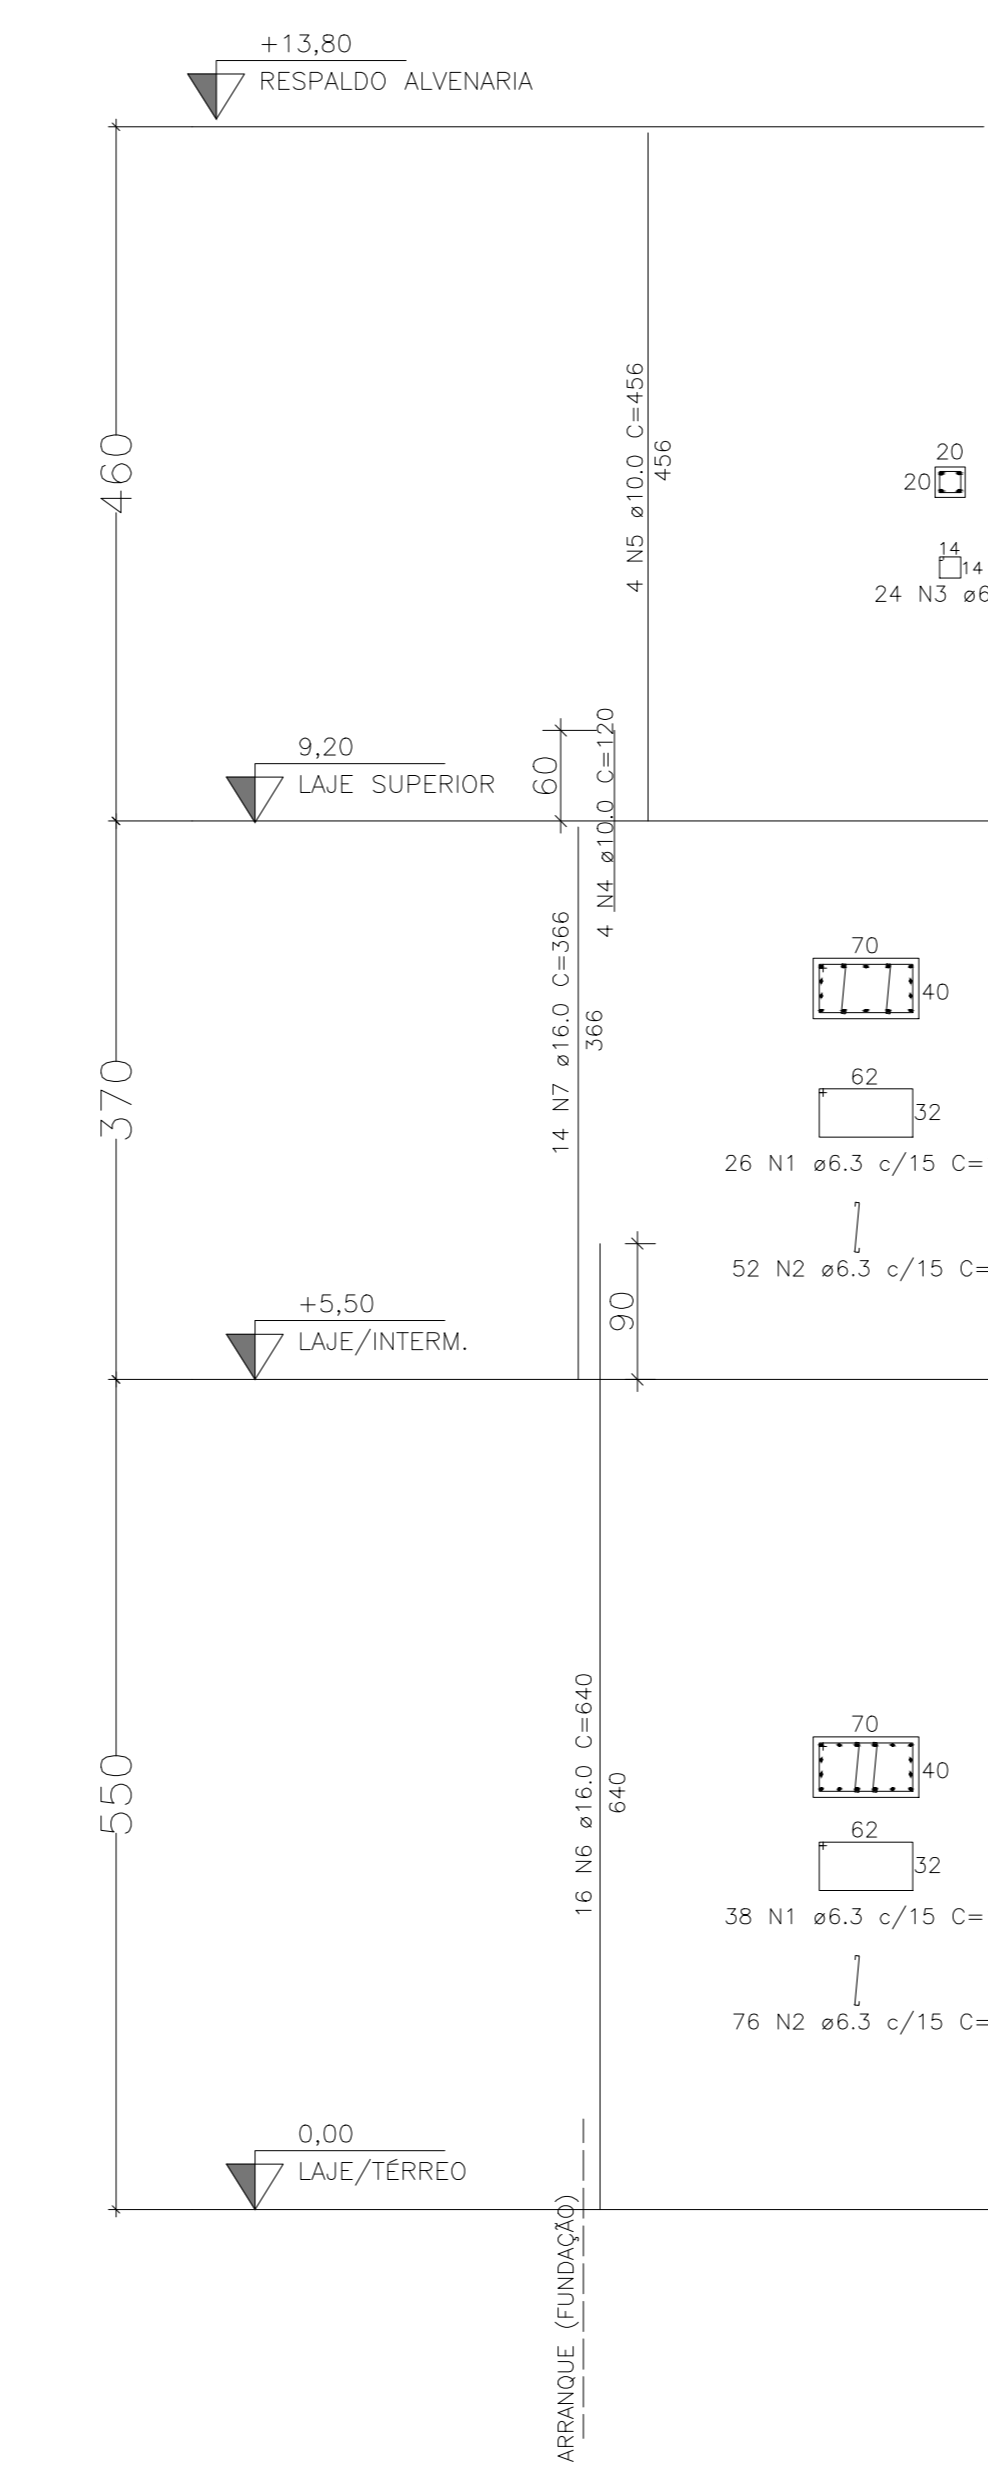 +13,80
RESPALDO ALVENARIA
460
4 N5 ø10.0 C=456
456
20
20
14
14
24 N3 ø6
9,20
LAJE SUPERIOR
60
4 N4 ø10.0 C=120
370
14 N7 ø16.0 C=366
366
70
40
62
32
26 N1 ø6.3 c/15 C=
52 N2 ø6.3 c/15 C=
+5,50
LAJE/INTERM.
90
550
16 N6 ø16.0 C=640
640
70
40
62
32
38 N1 ø6.3 c/15 C=
76 N2 ø6.3 c/15 C=
0,00
LAJE/TÉRREO
ARRANQUE (FUNDAÇÃO)